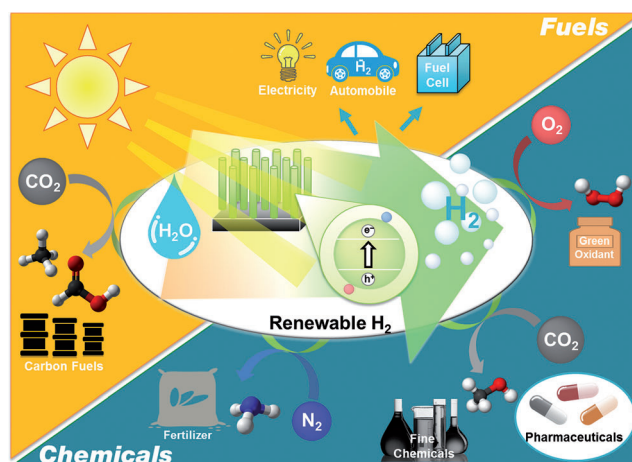 Fuels
Electricity
H₂
Automobile
Fuel
Cell
CO₂
O₂
H₂O
H₂
e⁻
h⁺
Green
Oxidant
Renewable H₂
Carbon Fuels
CO₂
Fertilizer
N₂
Fine
Chemicals
Pharmaceuticals
Chemicals